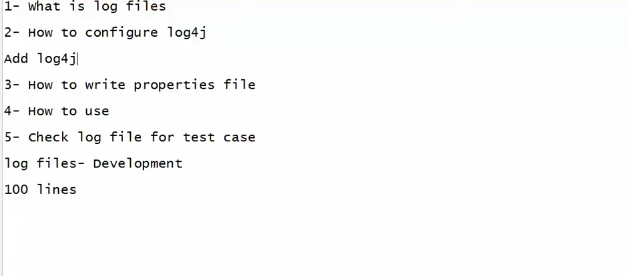 1- What is log files
2- How to configure log4j
Add log4j
3- How to write properties file
4- How to use
5- Check log file for test case
log files- Development
100 lines